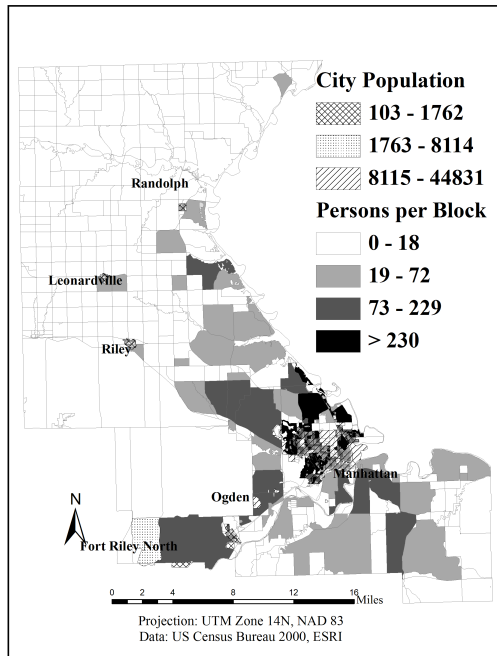 City Population
103 - 1762
1763 - 8114
8115 - 44831
Persons per Block
0 - 18
19 - 72
73 - 229
> 230
Randolph
Leonardville
Riley
Manhattan
Ogden
N
Fort Riley North
0 2 4 8 12 16
Miles
Projection: UTM Zone 14N, NAD 83
Data: US Census Bureau 2000, ESRI